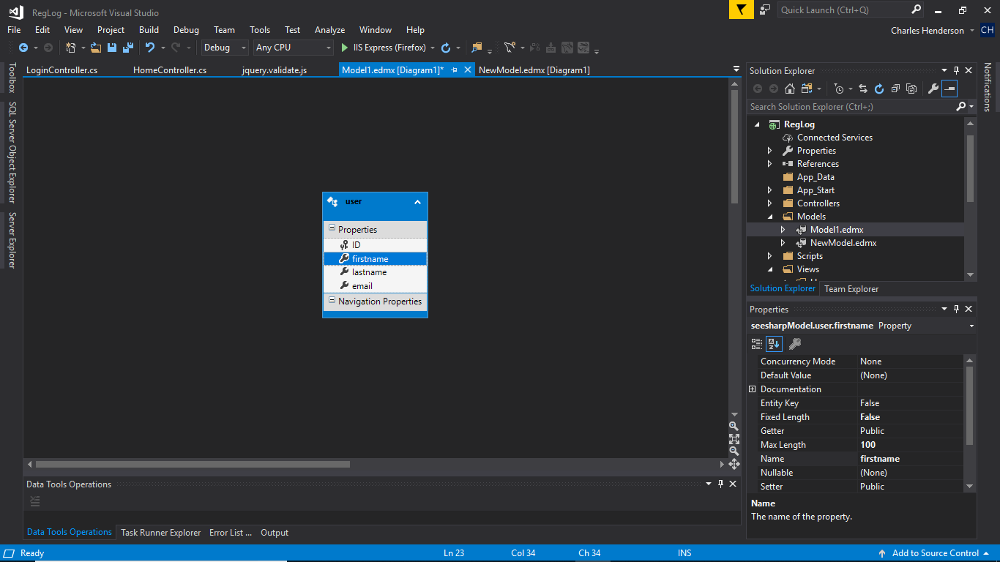 RegLog - Microsoft Visual Studio
Quick Launch (Ctrl+Q)
File Edit View Project Build Debug Team Tools Test Analyze Window Help
Charles Henderson CH
Debug Any CPU IIS Express (Firefox)
LoginController.cs HomeController.cs jquery.validate.js Model1.edmx [Diagram1]* NewModel.edmx [Diagram1]
Toolbox
SQL Server Object Explorer
Server Explorer
user
Properties
ID
firstname
lastname
email
Navigation Properties
Solution Explorer
Search Solution Explorer (Ctrl+;)
RegLog
Connected Services
Properties
References
App_Data
App_Start
Controllers
Models
Model1.edmx
NewModel.edmx
Scripts
Views
Solution Explorer Team Explorer
Notifications
Properties
seesharpModel.user.firstname Property
Concurrency Mode None
Default Value (None)
Documentation
Entity Key False
Fixed Length False
Getter Public
Max Length 100
Name firstname
Nullable (None)
Setter Public
Name
The name of the property.
Data Tools Operations
Data Tools Operations Task Runner Explorer Error List ... Output
Ready Ln 23 Col 34 Ch 34 INS Add to Source Control